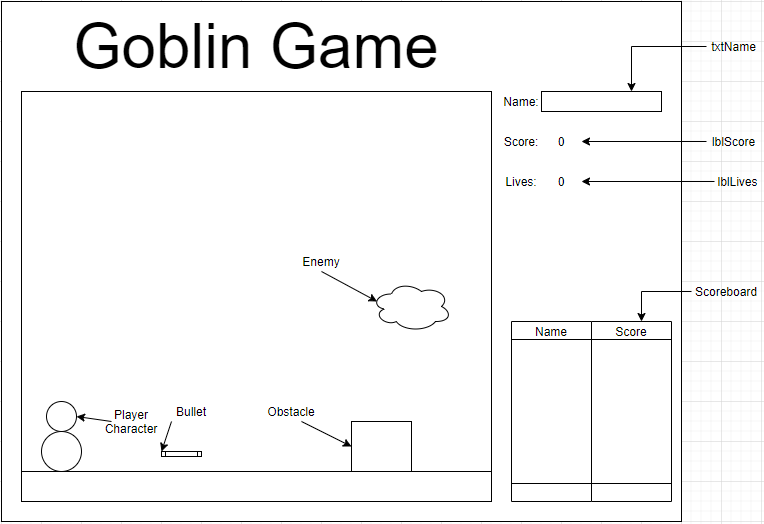 Goblin Game
txtName
Name:
Score: 0
lblScore
Lives: 0
lblLives
Enemy
Scoreboard
Name Score
Player
Character
Bullet
Obstacle